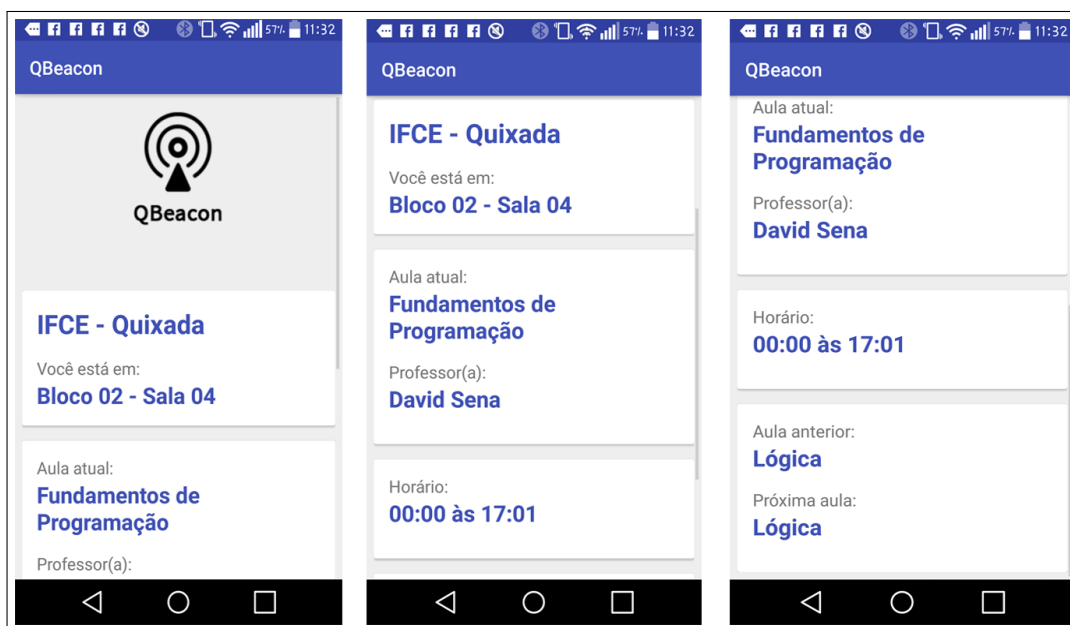 57% 11:32
QBeacon
QBeacon
IFCE - Quixada
Você está em:
Bloco 02 - Sala 04
Aula atual:
Fundamentos de
Programação
Professor(a):
57% 11:32
QBeacon
IFCE - Quixada
Você está em:
Bloco 02 - Sala 04
Aula atual:
Fundamentos de
Programação
Professor(a):
David Sena
Horário:
00:00 às 17:01
57% 11:32
QBeacon
Aula atual:
Fundamentos de
Programação
Professor(a):
David Sena
Horário:
00:00 às 17:01
Aula anterior:
Lógica
Próxima aula:
Lógica